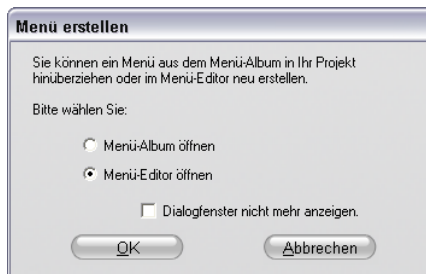 Menü erstellen
Sie können ein Menü aus dem Menü-Album in Ihr Projekt
hinüberziehen oder im Menü-Editor neu erstellen.
Bitte wählen Sie:
Menü-Album öffnen
Menü-Editor öffnen
Dialogfenster nicht mehr anzeigen.
OK Abbrechen